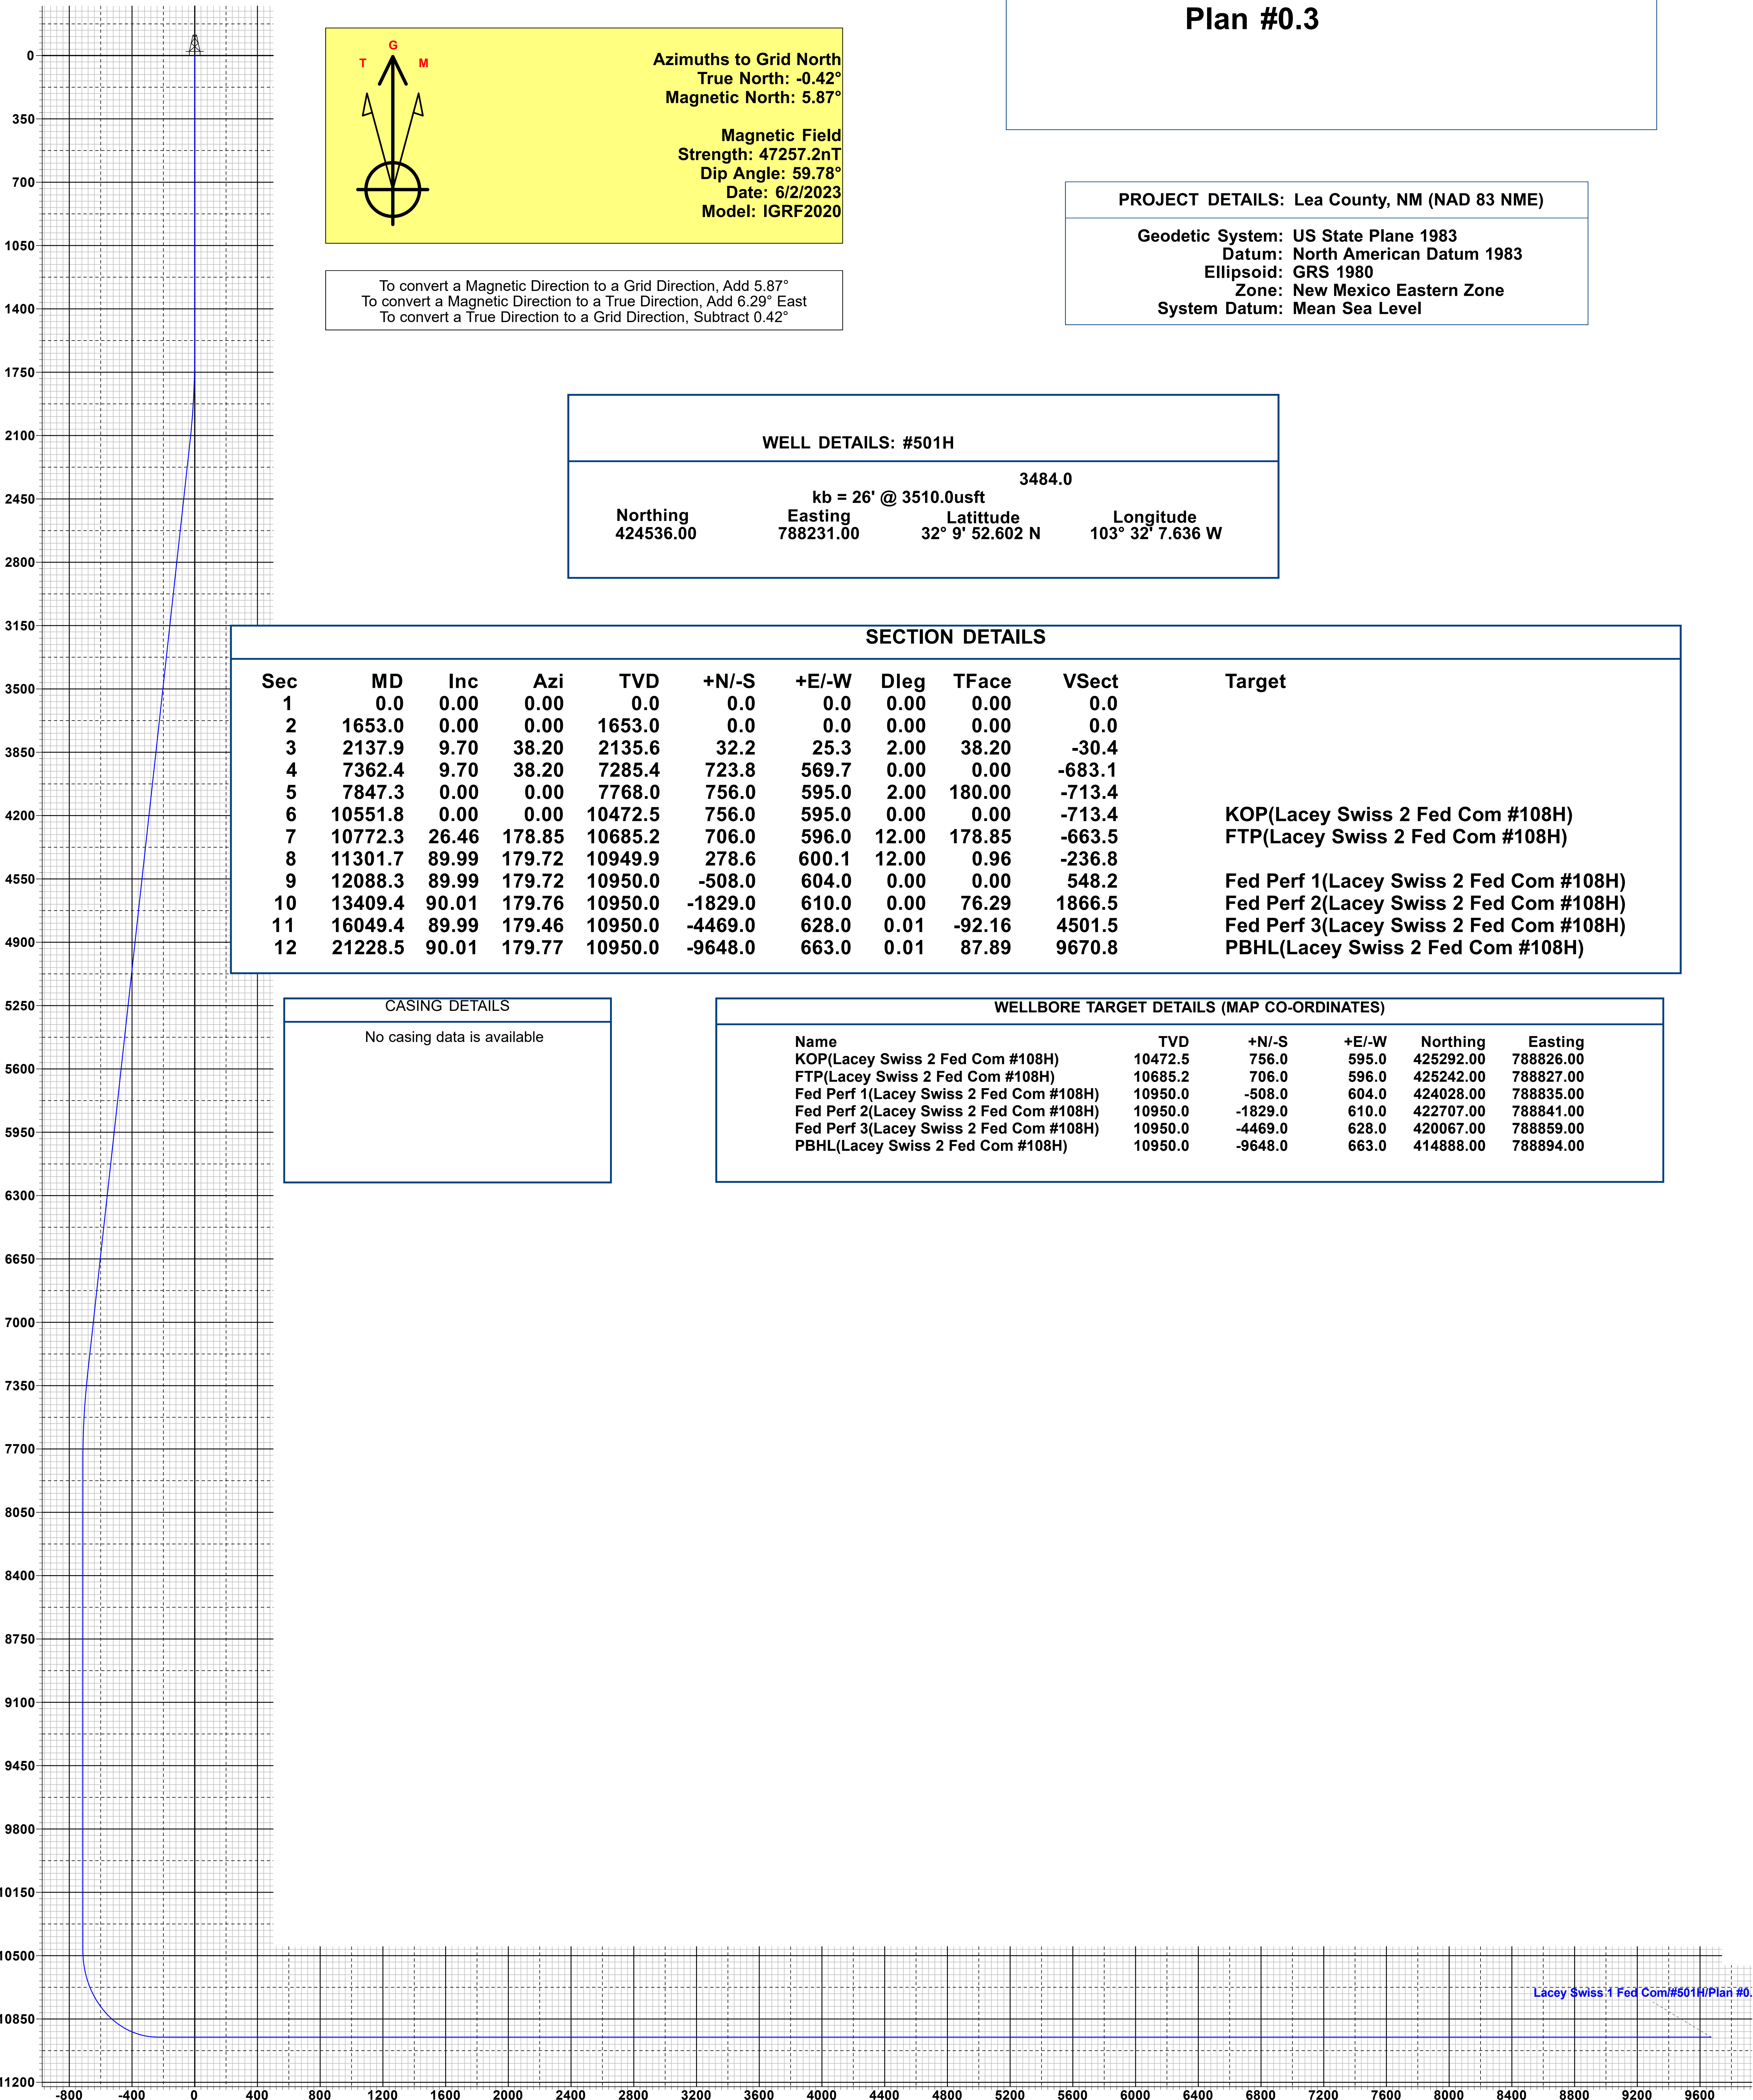 Plan #0.3
G
T M
Azimuths to Grid North
True North: -0.42°
Magnetic North: 5.87°
Magnetic Field
Strength: 47257.2nT
Dip Angle: 59.78°
Date: 6/2/2023
Model: IGRF2020
To convert a Magnetic Direction to a Grid Direction, Add 5.87°
To convert a Magnetic Direction to a True Direction, Add 6.29° East
To convert a True Direction to a Grid Direction, Subtract 0.42°
PROJECT DETAILS: Lea County, NM (NAD 83 NME)
Geodetic System: US State Plane 1983
Datum: North American Datum 1983
Ellipsoid: GRS 1980
Zone: New Mexico Eastern Zone
System Datum: Mean Sea Level
WELL DETAILS: #501H
3484.0
kb = 26' @ 3510.0usft
Northing Easting Latittude Longitude
424536.00 788231.00 32° 9' 52.602 N 103° 32' 7.636 W
SECTION DETAILS
Sec MD Inc Azi TVD +N/-S +E/-W Dleg TFace VSect Target
1 0.0 0.00 0.00 0.0 0.0 0.0 0.00 0.00 0.0
2 1653.0 0.00 0.00 1653.0 0.0 0.0 0.00 0.00 0.0
3 2137.9 9.70 38.20 2135.6 32.2 25.3 2.00 38.20 -30.4
4 7362.4 9.70 38.20 7285.4 723.8 569.7 0.00 0.00 -683.1
5 7847.3 0.00 0.00 7768.0 756.0 595.0 2.00 180.00 -713.4
6 10551.8 0.00 0.00 10472.5 756.0 595.0 0.00 0.00 -713.4 KOP(Lacey Swiss 2 Fed Com #108H)
7 10772.3 26.46 178.85 10685.2 706.0 596.0 12.00 178.85 -663.5 FTP(Lacey Swiss 2 Fed Com #108H)
8 11301.7 89.99 179.72 10949.9 278.6 600.1 12.00 0.96 -236.8
9 12088.3 89.99 179.72 10950.0 -508.0 604.0 0.00 0.00 548.2 Fed Perf 1(Lacey Swiss 2 Fed Com #108H)
10 13409.4 90.01 179.76 10950.0 -1829.0 610.0 0.00 76.29 1866.5 Fed Perf 2(Lacey Swiss 2 Fed Com #108H)
11 16049.4 89.99 179.46 10950.0 -4469.0 628.0 0.01 -92.16 4501.5 Fed Perf 3(Lacey Swiss 2 Fed Com #108H)
12 21228.5 90.01 179.77 10950.0 -9648.0 663.0 0.01 87.89 9670.8 PBHL(Lacey Swiss 2 Fed Com #108H)
CASING DETAILS
No casing data is available
WELLBORE TARGET DETAILS (MAP CO-ORDINATES)
Name TVD +N/-S +E/-W Northing Easting
KOP(Lacey Swiss 2 Fed Com #108H) 10472.5 756.0 595.0 425292.00 788826.00
FTP(Lacey Swiss 2 Fed Com #108H) 10685.2 706.0 596.0 425242.00 788827.00
Fed Perf 1(Lacey Swiss 2 Fed Com #108H) 10950.0 -508.0 604.0 424028.00 788835.00
Fed Perf 2(Lacey Swiss 2 Fed Com #108H) 10950.0 -1829.0 610.0 422707.00 788841.00
Fed Perf 3(Lacey Swiss 2 Fed Com #108H) 10950.0 -4469.0 628.0 420067.00 788859.00
PBHL(Lacey Swiss 2 Fed Com #108H) 10950.0 -9648.0 663.0 414888.00 788894.00
0
350
700
1050
1400
1750
2100
2450
2800
3150
3500
3850
4200
4550
4900
5250
5600
5950
6300
6650
7000
7350
7700
8050
8400
8750
9100
9450
9800
10150
10500
10850
11200
Lacey Swiss 1 Fed Com/#501H/Plan #0.
-800 -400 0 400 800 1200 1600 2000 2400 2800 3200 3600 4000 4400 4800 5200 5600 6000 6400 6800 7200 7600 8000 8400 8800 9200 9600